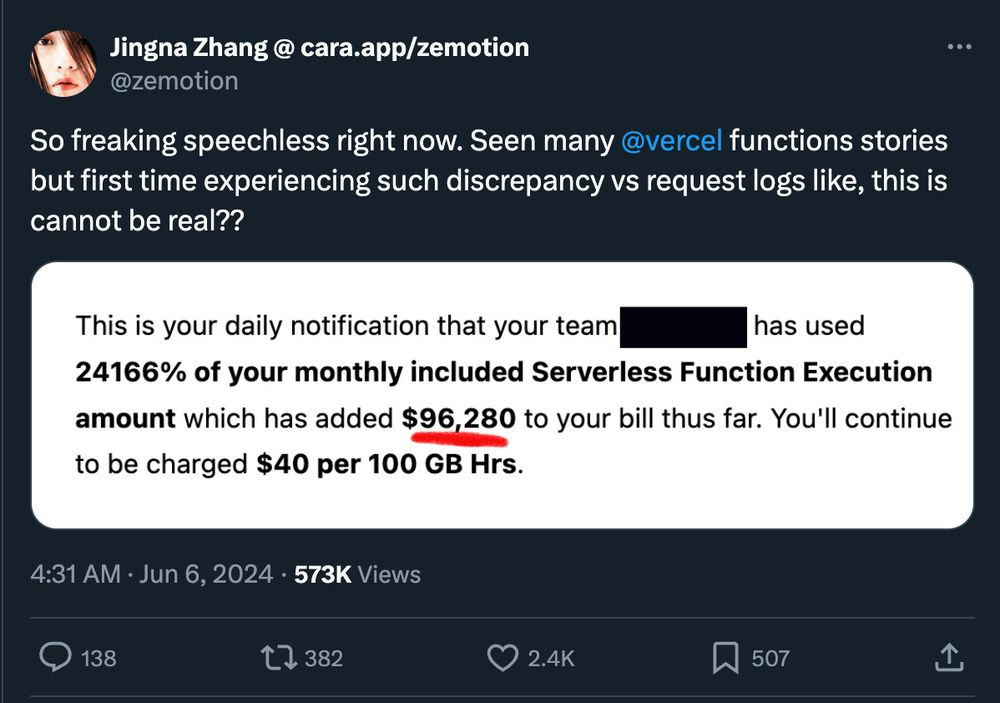 Jingna Zhang @ cara.app/zemotion
@zemotion
So freaking speechless right now. Seen many @vercel functions stories
but first time experiencing such discrepancy vs request logs like, this is
cannot be real??
This is your daily notification that your team has used
24166% of your monthly included Serverless Function Execution
amount which has added $96,280 to your bill thus far. You'll continue
to be charged $40 per 100 GB Hrs.
4:31 AM · Jun 6, 2024 · 573K Views
138 382 2.4K 507